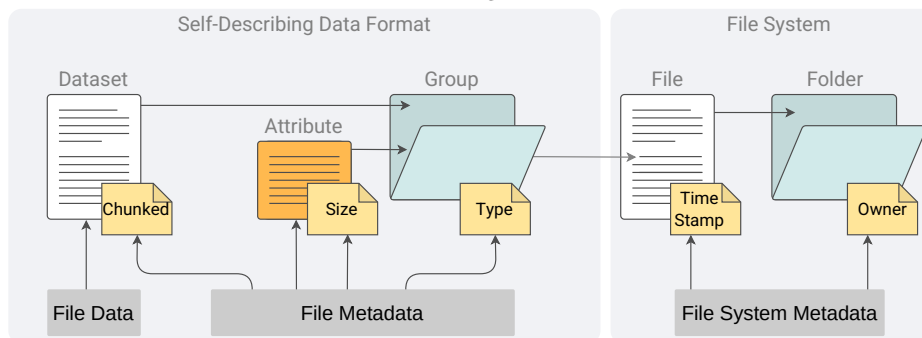 Self-Describing Data Format
File System
Dataset
Group
File
Folder
Attribute
Chunked
Size
Type
Time
Stamp
Owner
File Data
File Metadata
File System Metadata